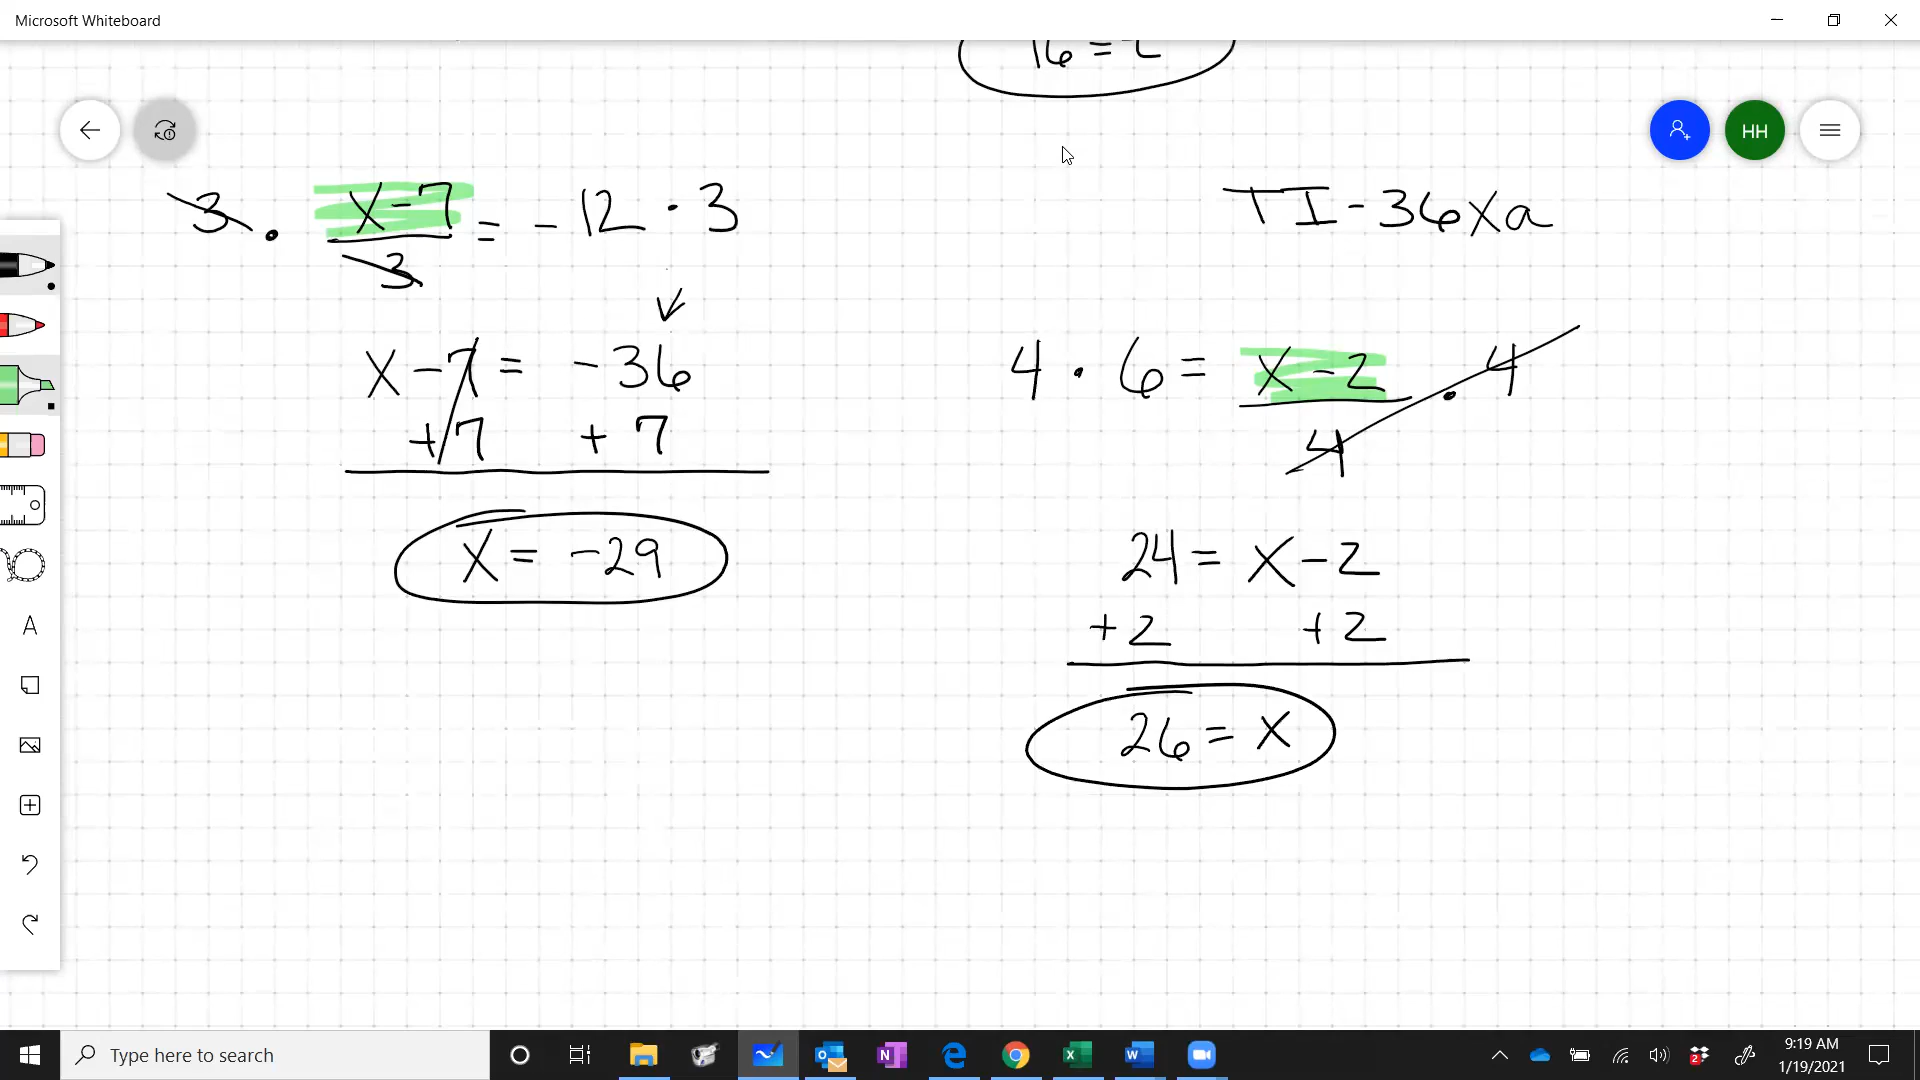 Microsoft Whiteboard
16 = z
HH
3 · x-7 = -12 · 3
3
TI-36Xa
x-7 = -36
+7 +7
x = -29
4 · 6 = x-2 · 4
4
24 = x-2
+2 +2
26 = x
A
Type here to search
9:19 AM
1/19/2021